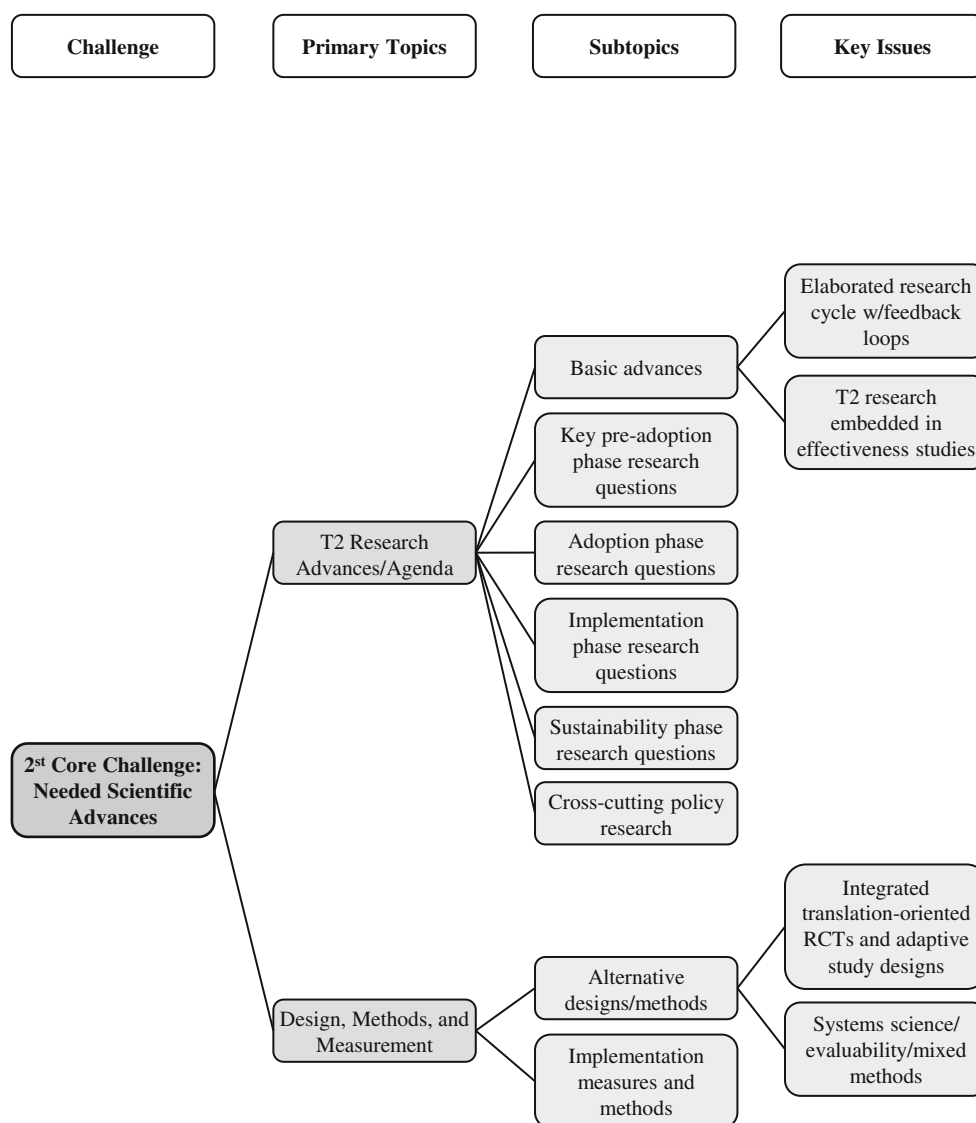 Challenge
Primary Topics
Subtopics
Key Issues
Elaborated research
cycle w/feedback
loops
Basic advances
T2 research
embedded in
effectiveness studies
Key pre-adoption
phase research
questions
T2 Research
Advances/Agenda
Adoption phase
research questions
Implementation
phase research
questions
Sustainability phase
research questions
2st Core Challenge:
Needed Scientific
Advances
Cross-cutting policy
research
Integrated
translation-oriented
RCTs and adaptive
study designs
Alternative
designs/methods
Design, Methods, and
Measurement
Systems science/
evaluability/mixed
methods
Implementation
measures and
methods